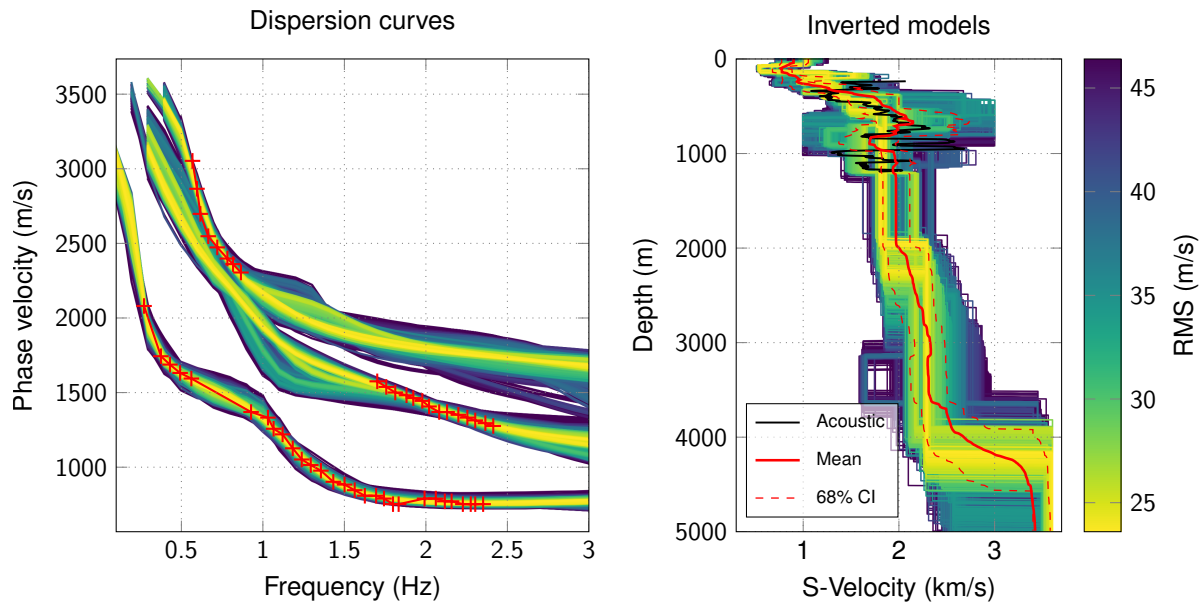 Dispersion curves
3500
3000
2500
2000
1500
1000
Phase velocity (m/s)
0.5
1
1.5
2
2.5
3
Frequency (Hz)
Inverted models
0
1000
2000
3000
4000
5000
Depth (m)
Acoustic
Mean
68% CI
1
2
3
S-Velocity (km/s)
45
40
35
30
25
RMS (m/s)